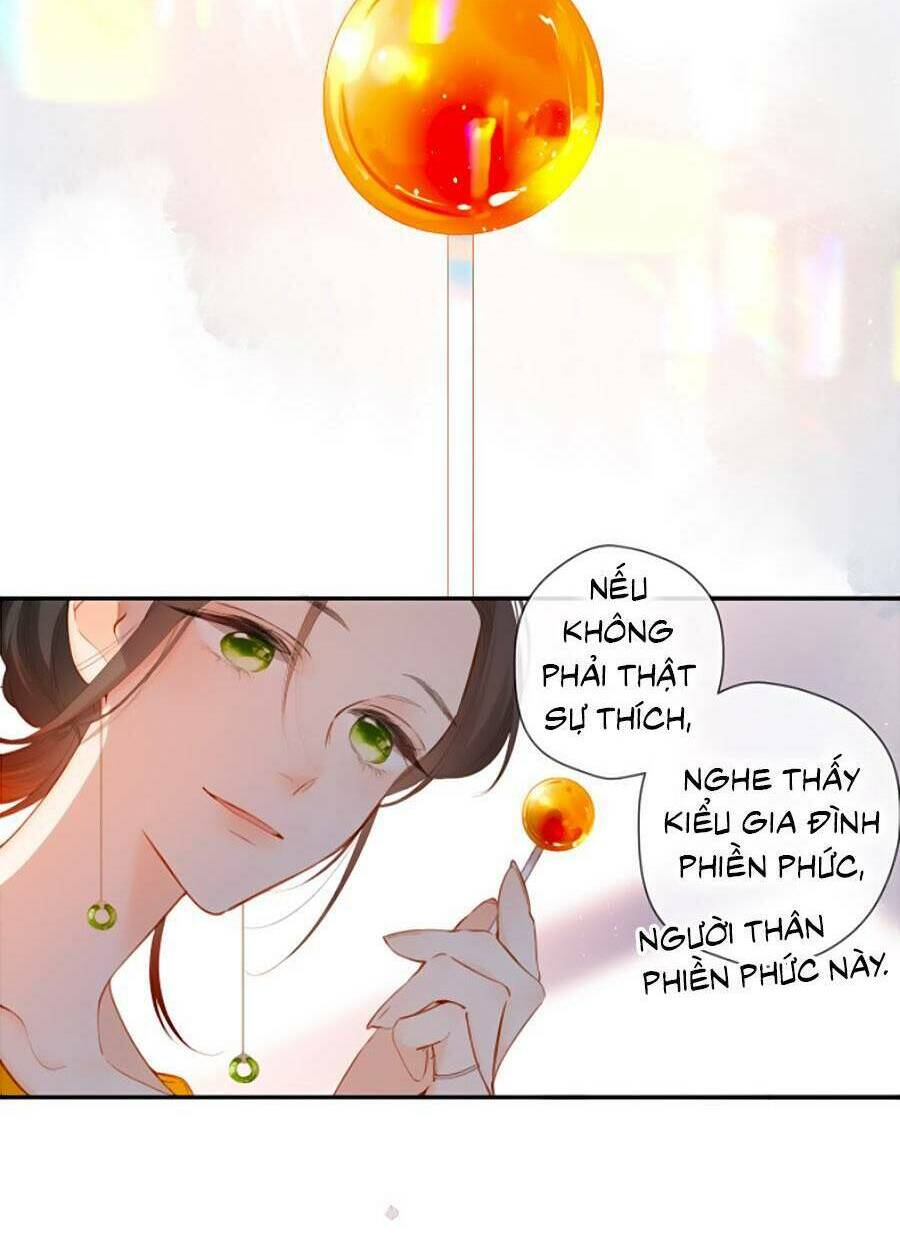 NẾU
KHÔNG
PHẢI THẬT
SỰ THÍCH,
NGHE THẤY
KIỂU GIA ĐÌNH
PHIỀN PHỨC,
NGƯỜI THÂN
PHIỀN PHỨC NÀY.